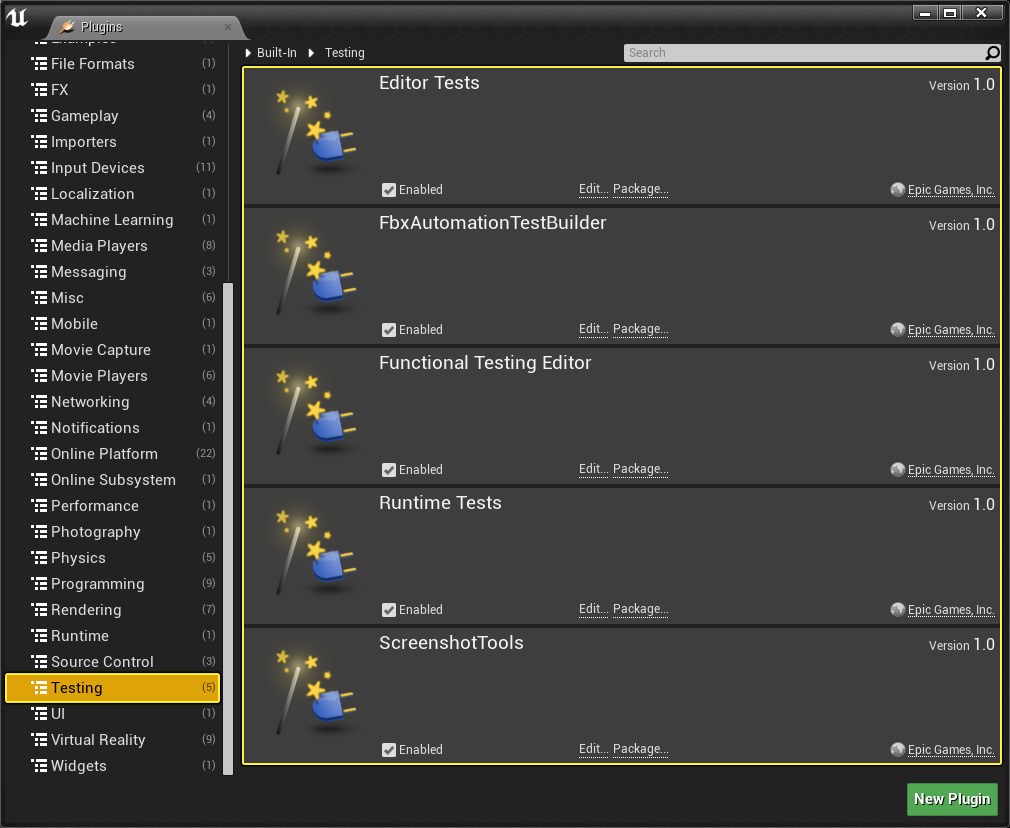 Plugins
Built-In Testing
Search
Examples
File Formats (1)
FX (1)
Gameplay (4)
Importers (1)
Input Devices (11)
Localization (1)
Machine Learning (1)
Media Players (8)
Messaging (3)
Misc (6)
Mobile (1)
Movie Capture (1)
Movie Players (6)
Networking (4)
Notifications (1)
Online Platform (22)
Online Subsystem (1)
Performance (1)
Photography (1)
Physics (5)
Programming (9)
Rendering (7)
Runtime (1)
Source Control (3)
Testing (5)
UI (1)
Virtual Reality (9)
Widgets (1)
Editor Tests Version 1.0
Enabled Edit... Package... Epic Games, Inc.
FbxAutomationTestBuilder Version 1.0
Enabled Edit... Package... Epic Games, Inc.
Functional Testing Editor Version 1.0
Enabled Edit... Package... Epic Games, Inc.
Runtime Tests Version 1.0
Enabled Edit... Package... Epic Games, Inc.
ScreenshotTools Version 1.0
Enabled Edit... Package... Epic Games, Inc.
New Plugin